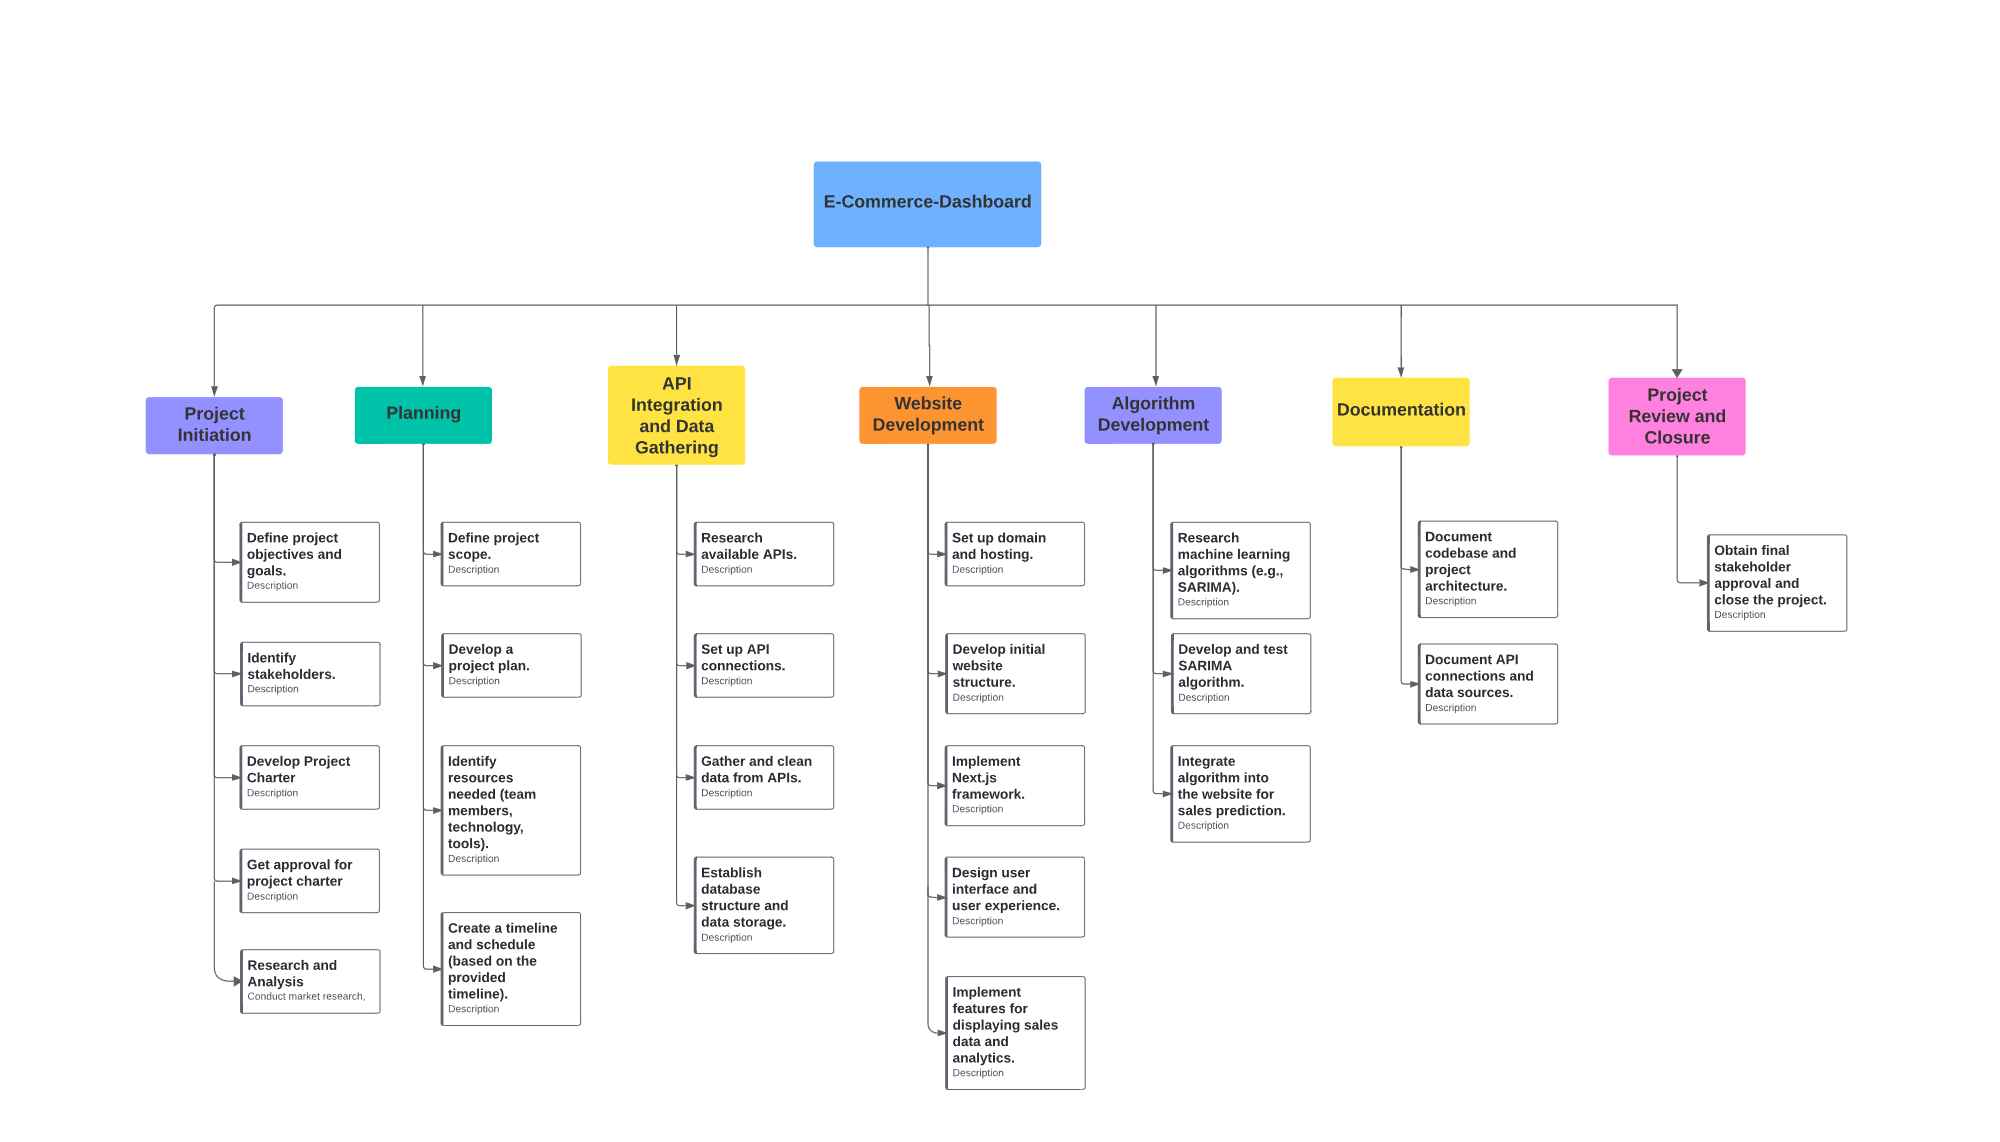 E-Commerce-Dashboard
Project
Initiation
Planning
API
Integration
and Data
Gathering
Website
Development
Algorithm
Development
Documentation
Project
Review and
Closure
Define project
objectives and
goals.
Description
Identify
stakeholders.
Description
Develop Project
Charter
Description
Get approval for
project charter
Description
Research and
Analysis
Conduct market research,
Define project
scope.
Description
Develop a
project plan.
Description
Identify
resources
needed (team
members,
technology,
tools).
Description
Create a timeline
and schedule
(based on the
provided
timeline).
Description
Research
available APIs.
Description
Set up API
connections.
Description
Gather and clean
data from APIs.
Description
Establish
database
structure and
data storage.
Description
Set up domain
and hosting.
Description
Develop initial
website
structure.
Description
Implement
Next.js
framework.
Description
Design user
interface and
user experience.
Description
Implement
features for
displaying sales
data and
analytics.
Description
Research
machine learning
algorithms (e.g.,
SARIMA).
Description
Develop and test
SARIMA
algorithm.
Description
Integrate
algorithm into
the website for
sales prediction.
Description
Document
codebase and
project
architecture.
Description
Document API
connections and
data sources.
Description
Obtain final
stakeholder
approval and
close the project.
Description